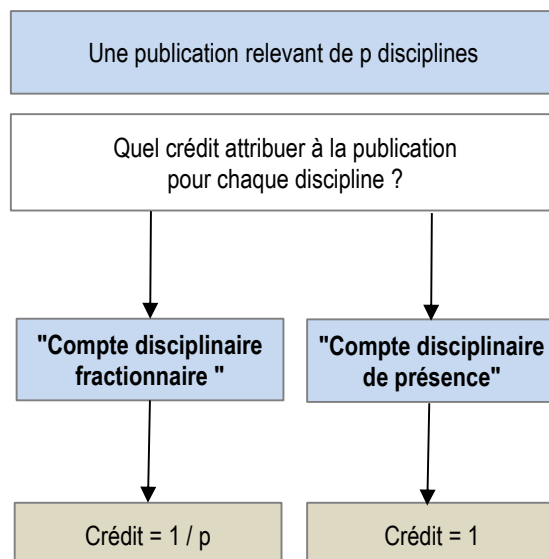 Une publication relevant de p disciplines
Quel crédit attribuer à la publication
pour chaque discipline ?
"Compte disciplinaire
fractionnaire "
"Compte disciplinaire
de présence"
Crédit = 1 / p
Crédit = 1